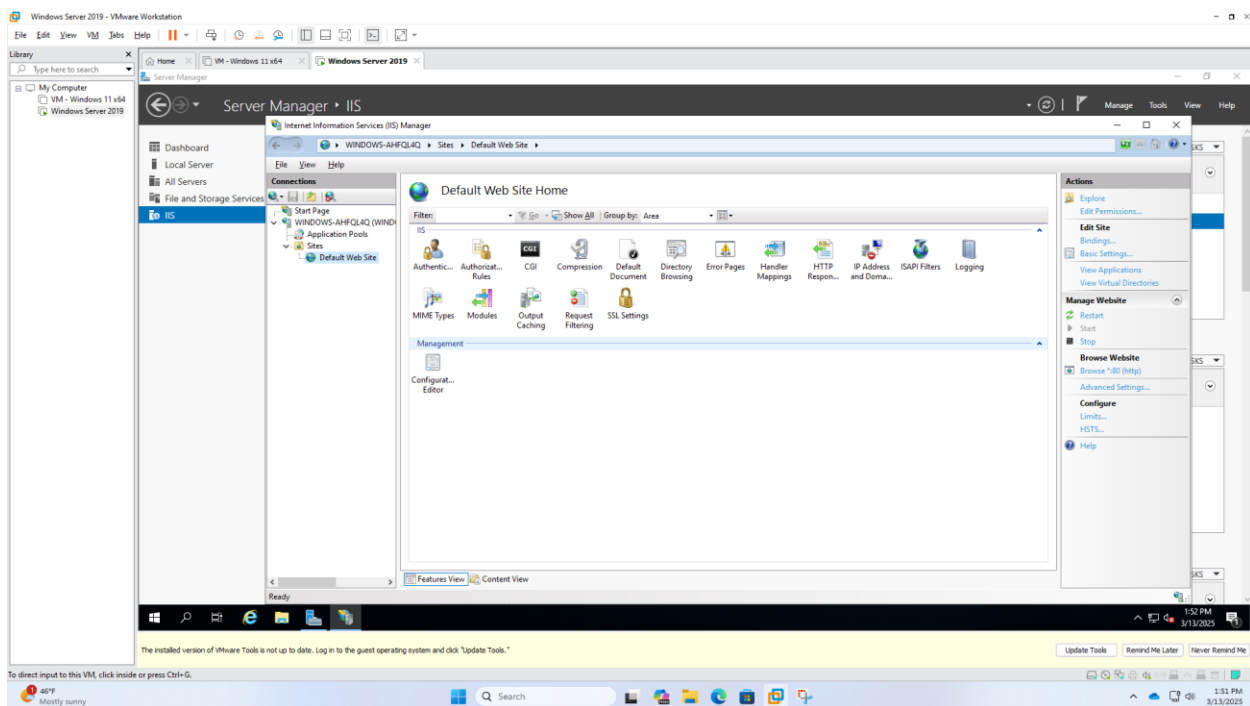 Windows Server 2019 - VMware Workstation
File Edit View VM Tabs Help
Library
Type here to search
My Computer
VM - Windows 11 x64
Windows Server 2019
Home
VM - Windows 11 x64
Windows Server 2019
Server Manager
Server Manager • IIS
Manage Tools View Help
Dashboard
Local Server
All Servers
File and Storage Services
IIS
Internet Information Services (IIS) Manager
WINDOWS-AHFQL4Q Sites Default Web Site
File View Help
Connections
Start Page
WINDOWS-AHFQL4Q (WIND
Application Pools
Sites
Default Web Site
Default Web Site Home
Filter: Go Show All Group by: Area
IIS
Authentic...
Authorizat... Rules
CGI
Compression
Default Document
Directory Browsing
Error Pages
Handler Mappings
HTTP Respon...
IP Address and Doma...
ISAPI Filters
Logging
MIME Types
Modules
Output Caching
Request Filtering
SSL Settings
Management
Configurat... Editor
Features View Content View
Ready
Actions
Explore
Edit Permissions...
Edit Site
Bindings...
Basic Settings...
View Applications
View Virtual Directories
Manage Website
Restart
Start
Stop
Browse Website
Browse *:80 (http)
Advanced Settings...
Configure
Limits...
HSTS...
Help
SKS
SKS
SKS
1:52 PM
3/13/2025
The installed version of VMware Tools is not up to date. Log in to the guest operating system and click "Update Tools."
Update Tools Remind Me Later Never Remind Me
To direct input to this VM, click inside or press Ctrl+G.
1
46°F
Mostly sunny
Search
1:51 PM
3/13/2025